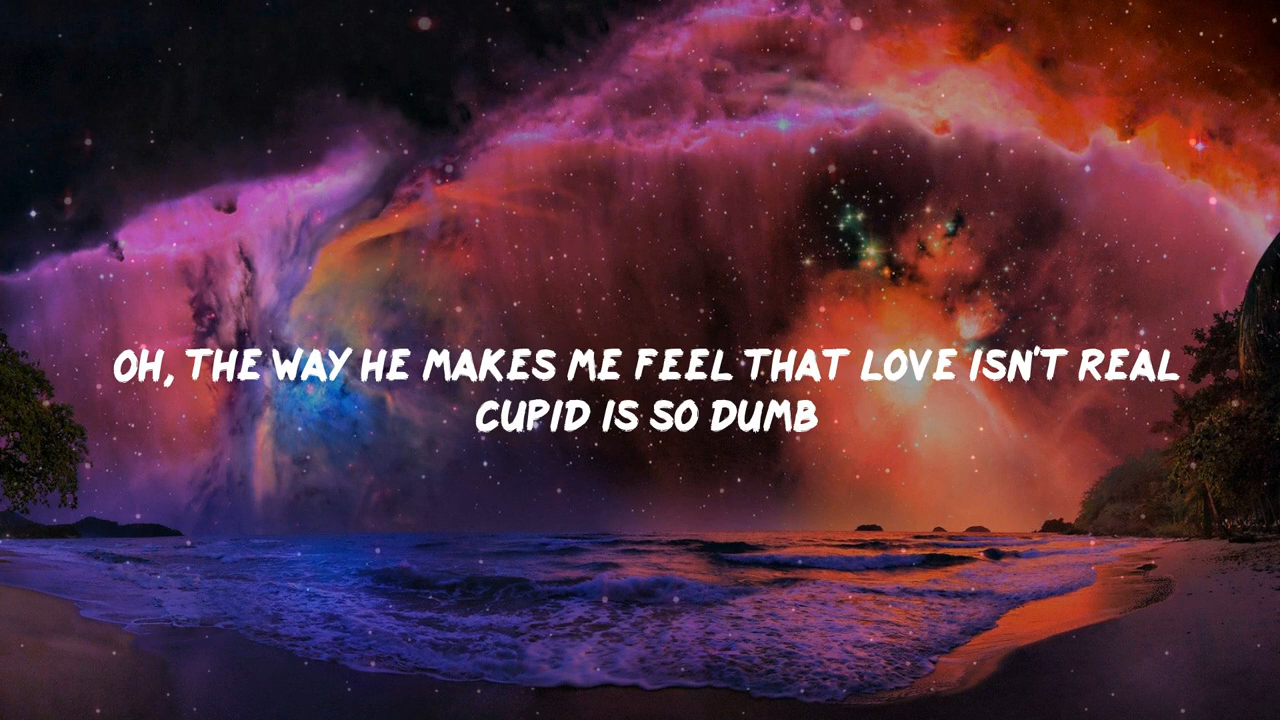 OH, THE WAY HE MAKES ME FEEL THAT LOVE ISN'T REAL
CUPID IS SO DUMB